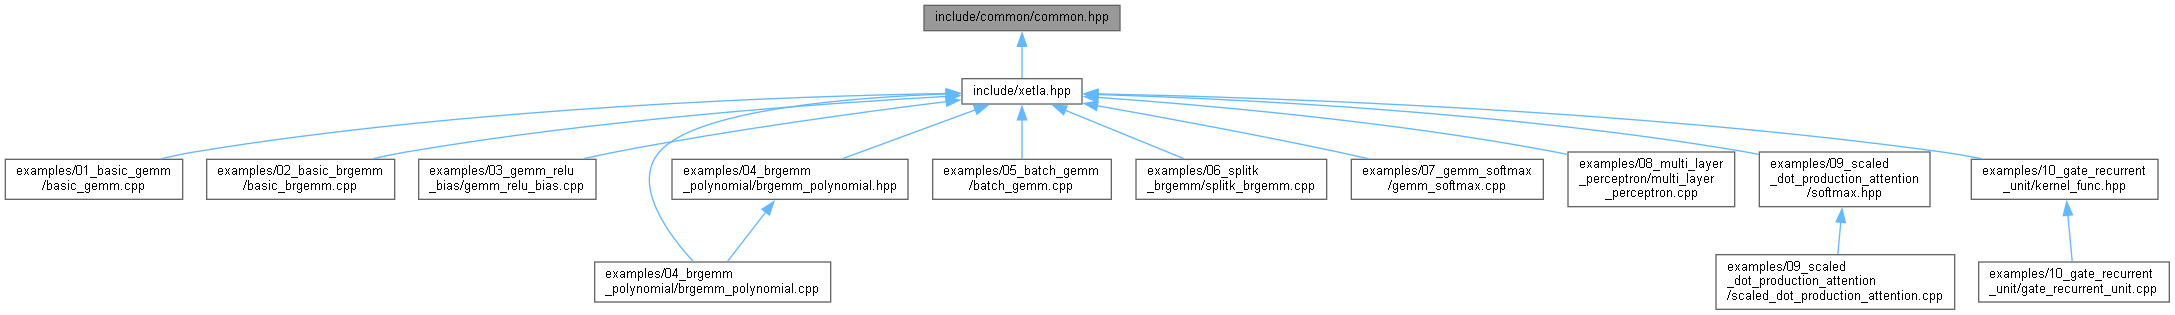 include/common/common.hpp
include/xetla.hpp
examples/01_basic_gemm
/basic_gemm.cpp
examples/02_basic_brgemm
/basic_brgemm.cpp
examples/03_gemm_relu
_bias/gemm_relu_bias.cpp
examples/04_brgemm
_polynomial/brgemm_polynomial.hpp
examples/05_batch_gemm
/batch_gemm.cpp
examples/06_splitk
_brgemm/splitk_brgemm.cpp
examples/07_gemm_softmax
/gemm_softmax.cpp
examples/08_multi_layer
_perceptron/multi_layer
_perceptron.cpp
examples/09_scaled
_dot_production_attention
/softmax.hpp
examples/10_gate_recurrent
_unit/kernel_func.hpp
examples/04_brgemm
_polynomial/brgemm_polynomial.cpp
examples/09_scaled
_dot_production_attention
/scaled_dot_production_attention.cpp
examples/10_gate_recurrent
_unit/gate_recurrent_unit.cpp